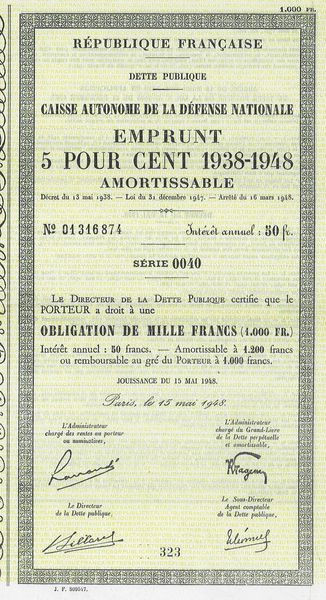 1.000 FR.
RÉPUBLIQUE FRANÇAISE
DETTE PUBLIQUE
CAISSE AUTONOME DE LA DÉFENSE NATIONALE
EMPRUNT
5 POUR CENT 1938-1948
AMORTISSABLE
Décret du 13 mai 1938. — Loi du 31 décembre 1947. — Arrêté du 16 mars 1948.
Nº 01316874 Intérêt annuel : 50 fr.
SÉRIE 0040
LE DIRECTEUR DE LA DETTE PUBLIQUE certifie que le
PORTEUR a droit à une
OBLIGATION DE MILLE FRANCS (1.000 FR.)
Intérêt annuel : 50 francs. — Amortissable à 1.200 francs
ou remboursable au gré du PORTEUR à 1.000 francs.
JOUISSANCE DU 15 MAI 1948.
Paris, le 15 mai 1948.
L'Administrateur
chargé des rentes au porteur
ou nominatives,
L'Administrateur
chargé du Grand-Livre
de la Dette perpétuelle
et amortissable,
Le Directeur
de la Dette publique,
Le Sous-Directeur
Agent comptable
de la Dette publique,
323